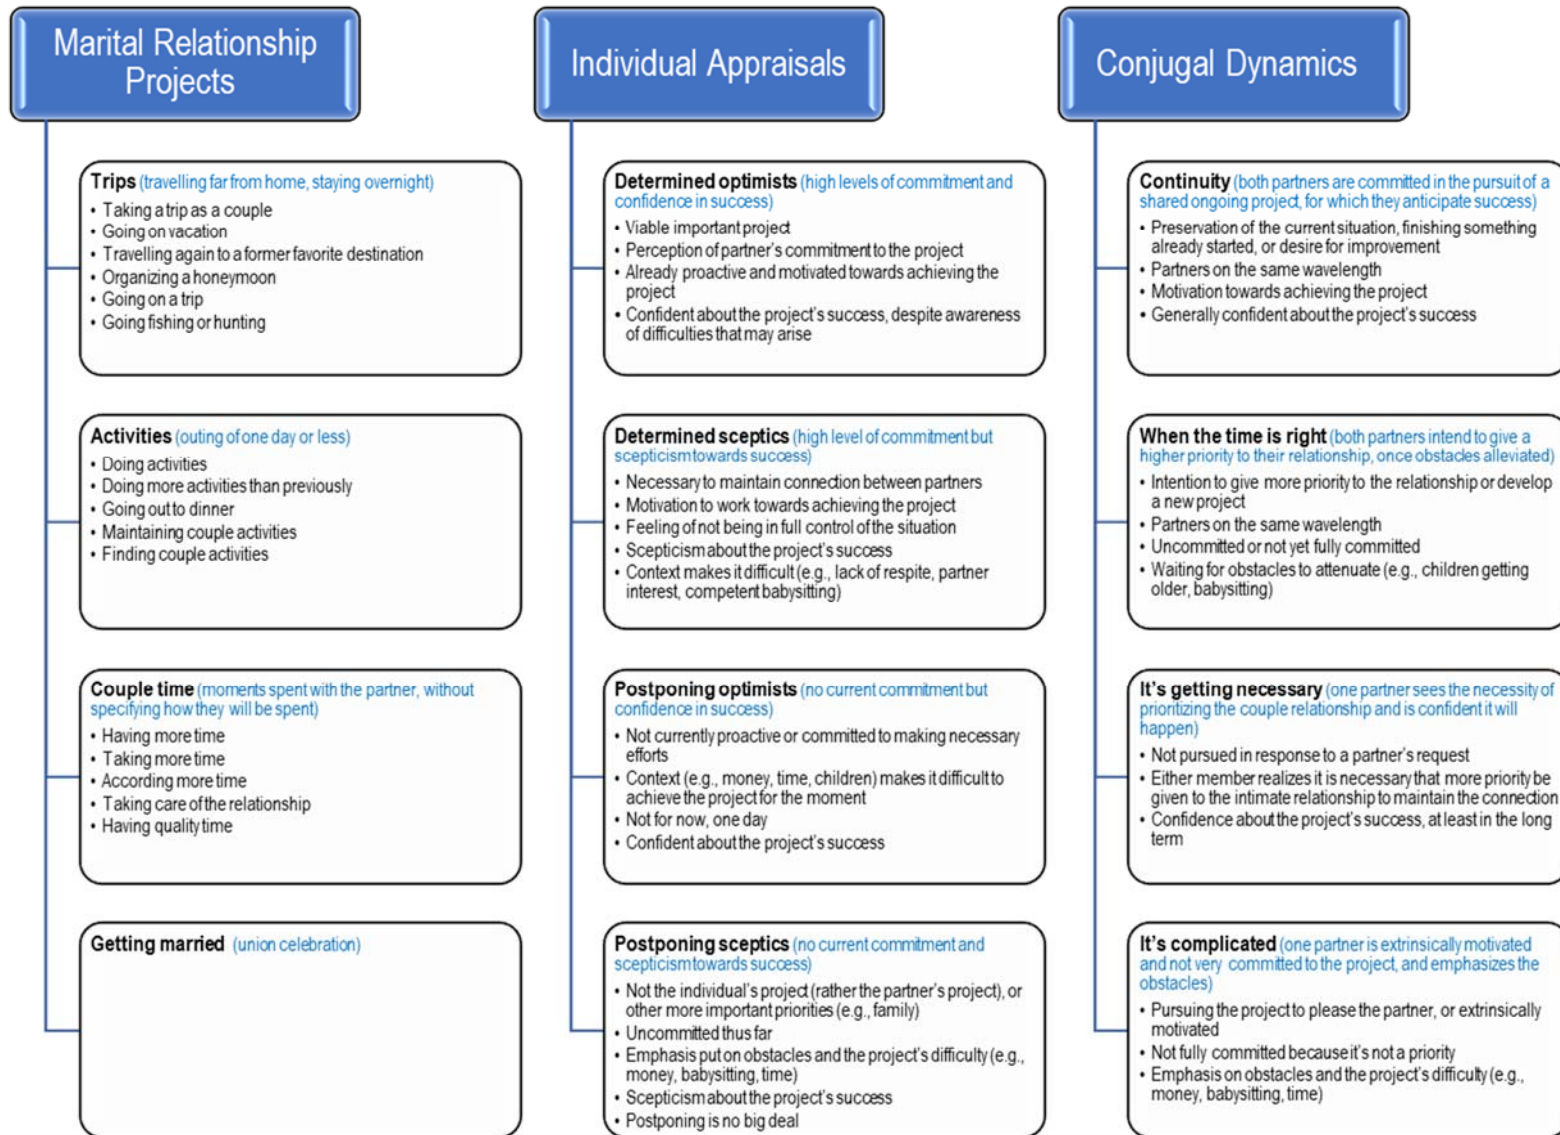 Marital Relationship
Projects
Trips (travelling far from home, staying overnight)
• Taking a trip as a couple
• Going on vacation
• Travelling again to a former favorite destination
• Organizing a honeymoon
• Going on a trip
• Going fishing or hunting
Activities (outing of one day or less)
• Doing activities
• Doing more activities than previously
• Going out to dinner
• Maintaining couple activities
• Finding couple activities
Couple time (moments spent with the partner, without
specifying how they will be spent)
• Having more time
• Taking more time
• According more time
• Taking care of the relationship
• Having quality time
Getting married (union celebration)
Individual Appraisals
Determined optimists (high levels of commitment and
confidence in success)
• Viable important project
• Perception of partner's commitment to the project
• Already proactive and motivated towards achieving the
project
• Confident about the project's success, despite awareness
of difficulties that may arise
Determined sceptics (high level of commitment but
scepticism towards success)
• Necessary to maintain connection between partners
• Motivation to work towards achieving the project
• Feeling of not being in full control of the situation
• Scepticism about the project's success
• Context makes it difficult (e.g., lack of respite, partner
interest, competent babysitting)
Postponing optimists (no current commitment but
confidence in success)
• Not currently proactive or committed to making necessary
efforts
• Context (e.g., money, time, children) makes it difficult to
achieve the project for the moment
• Not for now, one day
• Confident about the project's success
Postponing sceptics (no current commitment and
scepticism towards success)
• Not the individual's project (rather the partner's project), or
other more important priorities (e.g., family)
• Uncommitted thus far
• Emphasis put on obstacles and the project's difficulty (e.g.,
money, babysitting, time)
• Scepticism about the project's success
• Postponing is no big deal
Conjugal Dynamics
Continuity (both partners are committed in the pursuit of a
shared ongoing project, for which they anticipate success)
• Preservation of the current situation, finishing something
already started, or desire for improvement
• Partners on the same wavelength
• Motivation towards achieving the project
• Generally confident about the project's success
When the time is right (both partners intend to give a
higher priority to their relationship, once obstacles alleviated)
• Intention to give more priority to the relationship or develop
a new project
• Partners on the same wavelength
• Uncommitted or not yet fully committed
• Waiting for obstacles to attenuate (e.g., children getting
older, babysitting)
It's getting necessary (one partner sees the necessity of
prioritizing the couple relationship and is confident it will
happen)
• Not pursued in response to a partner's request
• Either member realizes it is necessary that more priority be
given to the intimate relationship to maintain the connection
• Confidence about the project's success, at least in the long
term
It's complicated (one partner is extrinsically motivated
and not very committed to the project, and emphasizes the
obstacles)
• Pursuing the project to please the partner, or extrinsically
motivated
• Not fully committed because it's not a priority
• Emphasis on obstacles and the project's difficulty (e.g.,
money, babysitting, time)